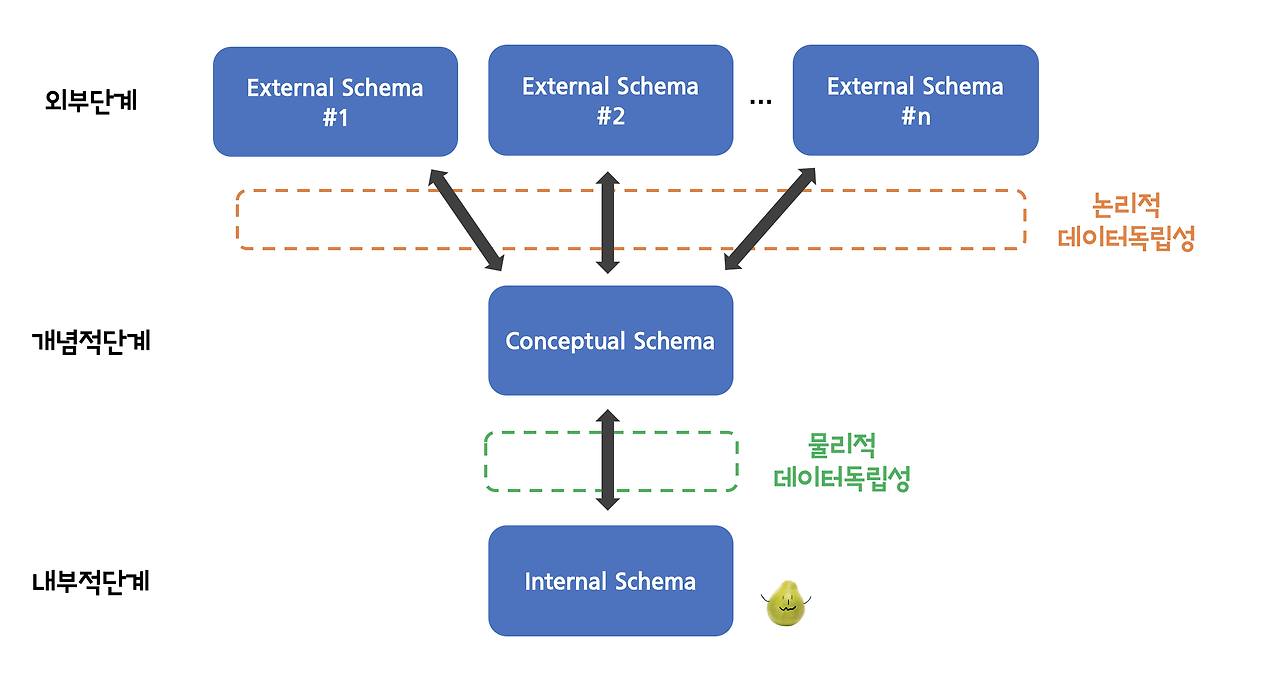 외부단계
External Schema
#1
External Schema
#2
...
External Schema
#n
논리적
데이터독립성
개념적단계
Conceptual Schema
물리적
데이터독립성
내부적단계
Internal Schema